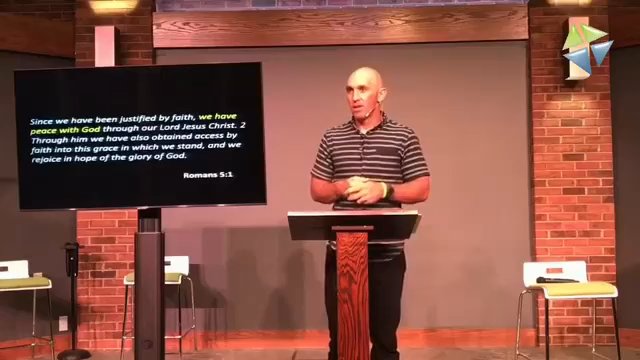 Since we have been justified by faith, we have
peace with God through our Lord Jesus Christ. 2
Through him we have also obtained access by
faith into this grace in which we stand, and we
rejoice in hope of the glory of God.
Romans 5:1